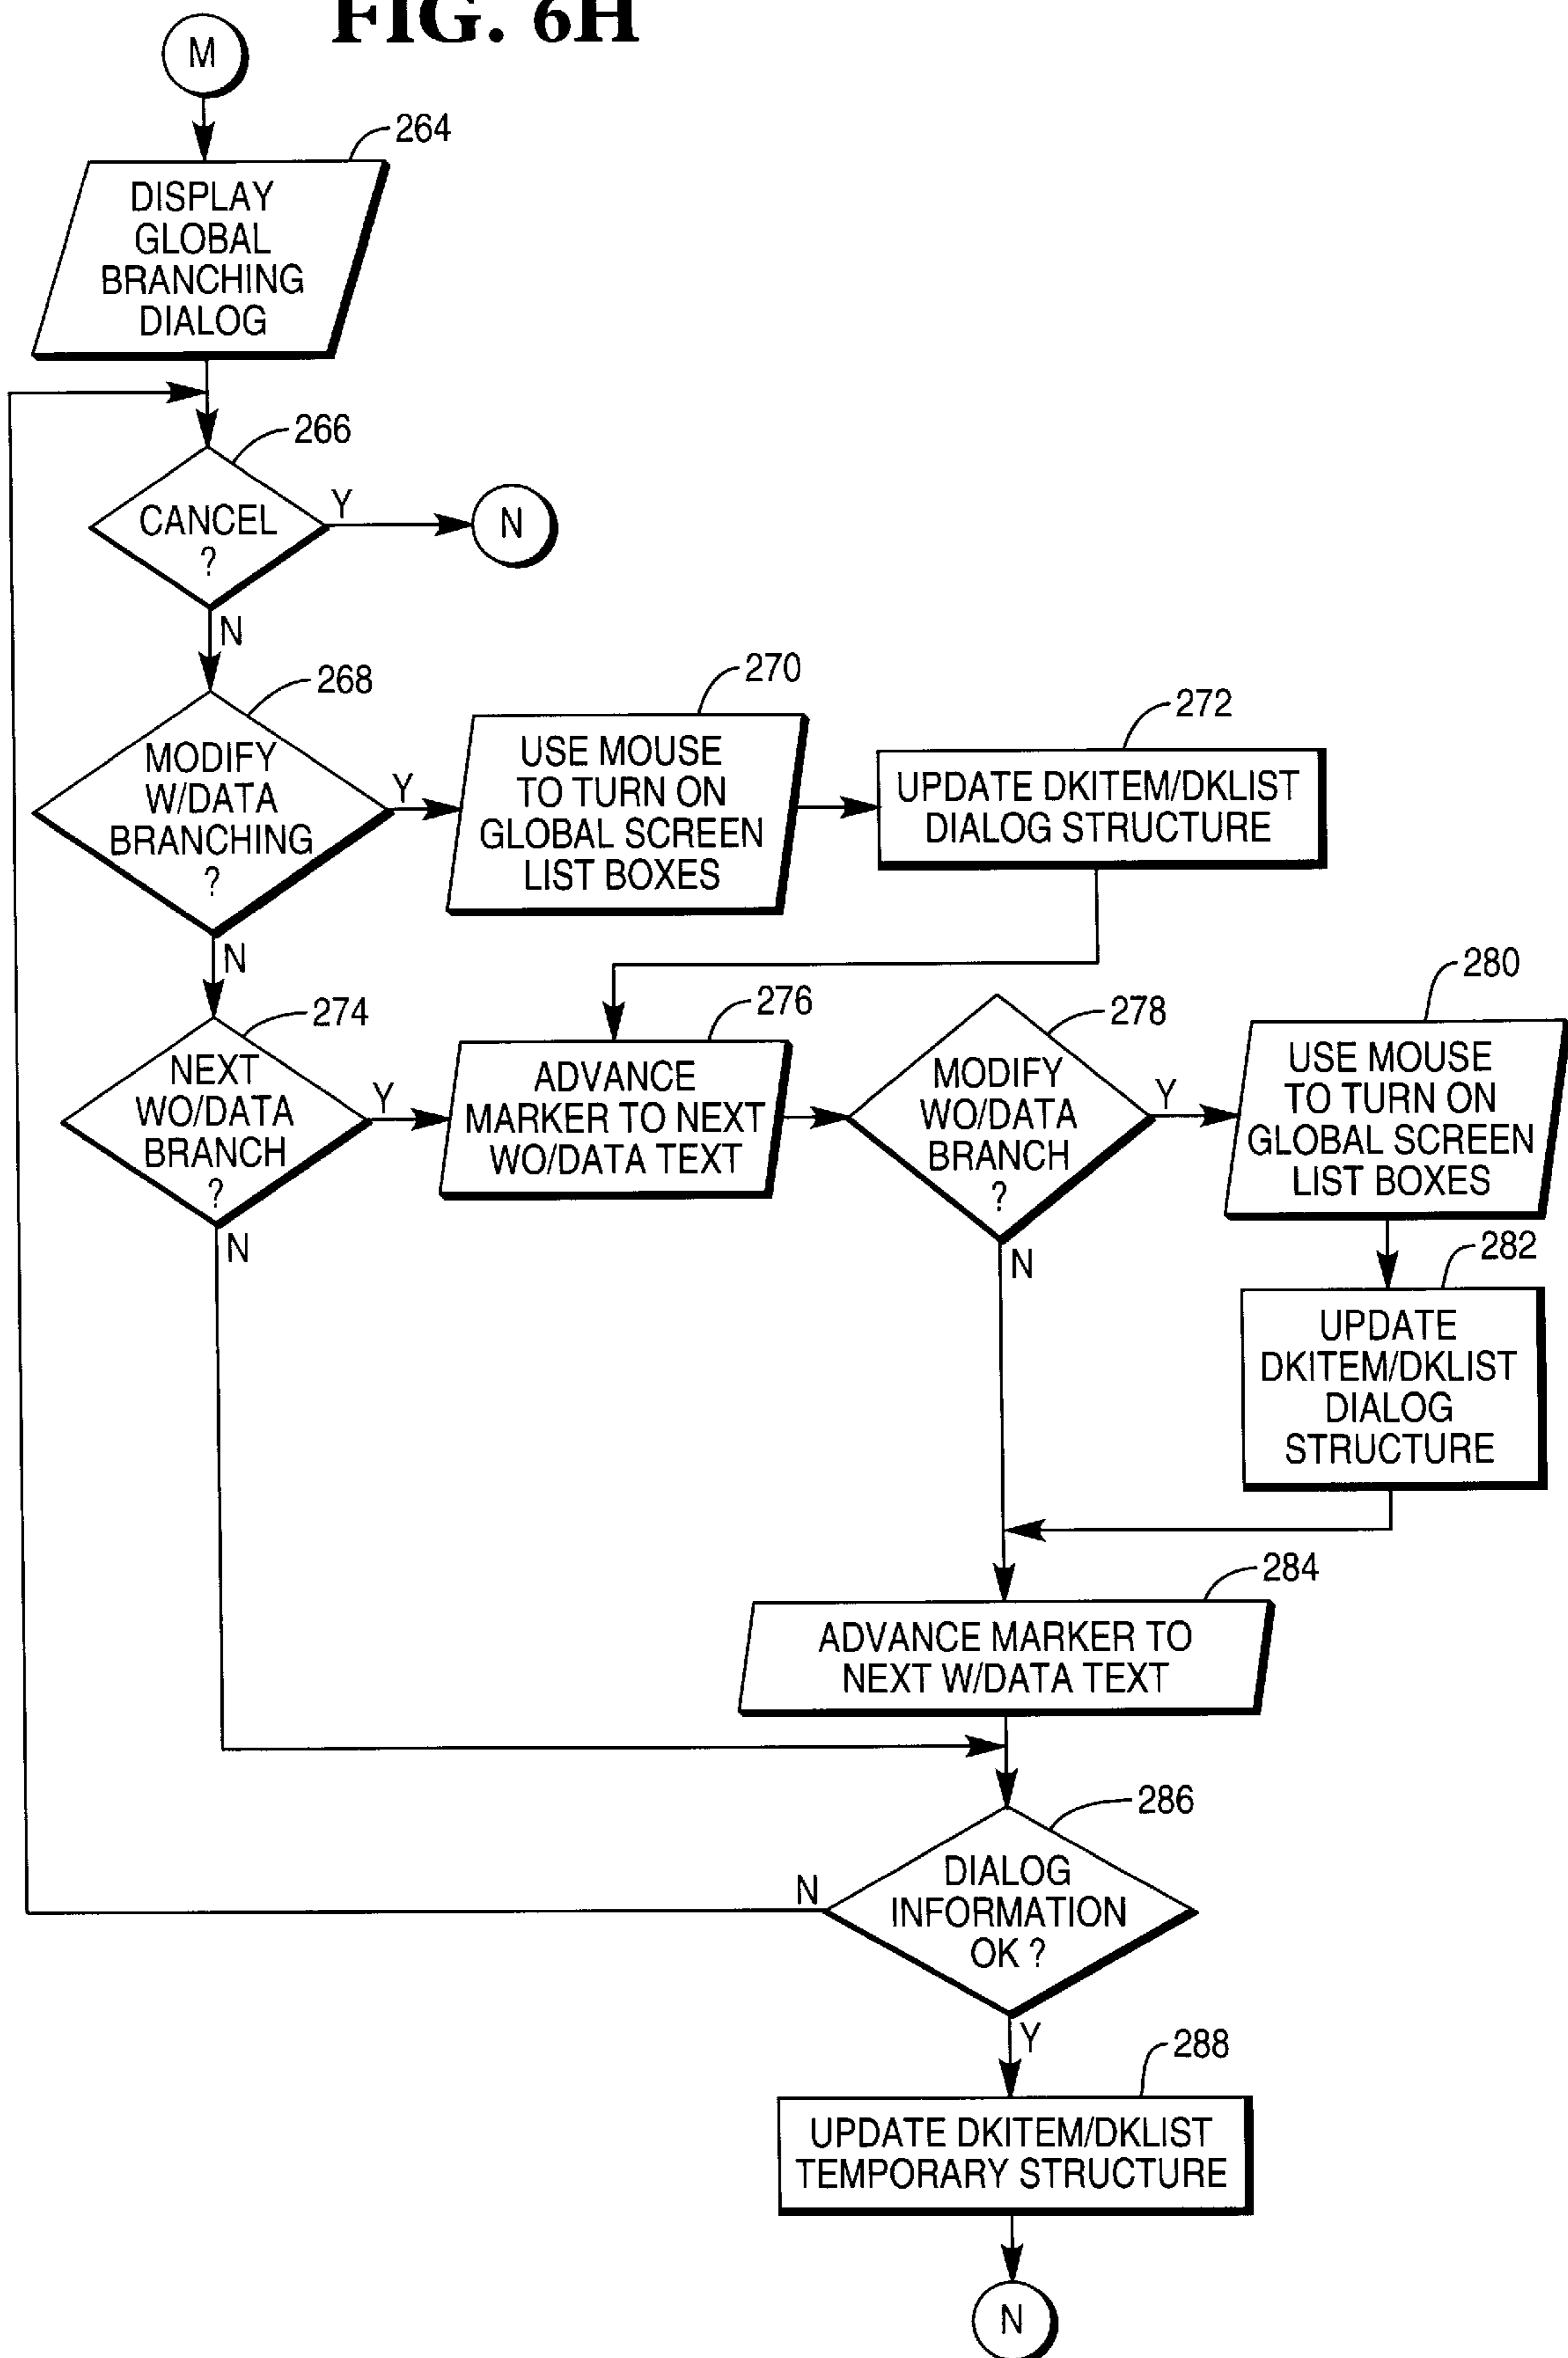 FIG. 6H
M
264
DISPLAY
GLOBAL
BRANCHING
DIALOG
266
CANCEL
?
Y
N
N
268
MODIFY
W/DATA
BRANCHING
?
Y
N
270
USE MOUSE
TO TURN ON
GLOBAL SCREEN
LIST BOXES
272
UPDATE DKITEM/DKLIST
DIALOG STRUCTURE
274
NEXT
WO/DATA
BRANCH
?
Y
N
276
ADVANCE
MARKER TO NEXT
WO/DATA TEXT
278
MODIFY
WO/DATA
BRANCH
?
Y
N
280
USE MOUSE
TO TURN ON
GLOBAL SCREEN
LIST BOXES
282
UPDATE
DKITEM/DKLIST
DIALOG
STRUCTURE
284
ADVANCE MARKER TO
NEXT W/DATA TEXT
286
DIALOG
INFORMATION
OK ?
N
Y
288
UPDATE DKITEM/DKLIST
TEMPORARY STRUCTURE
N